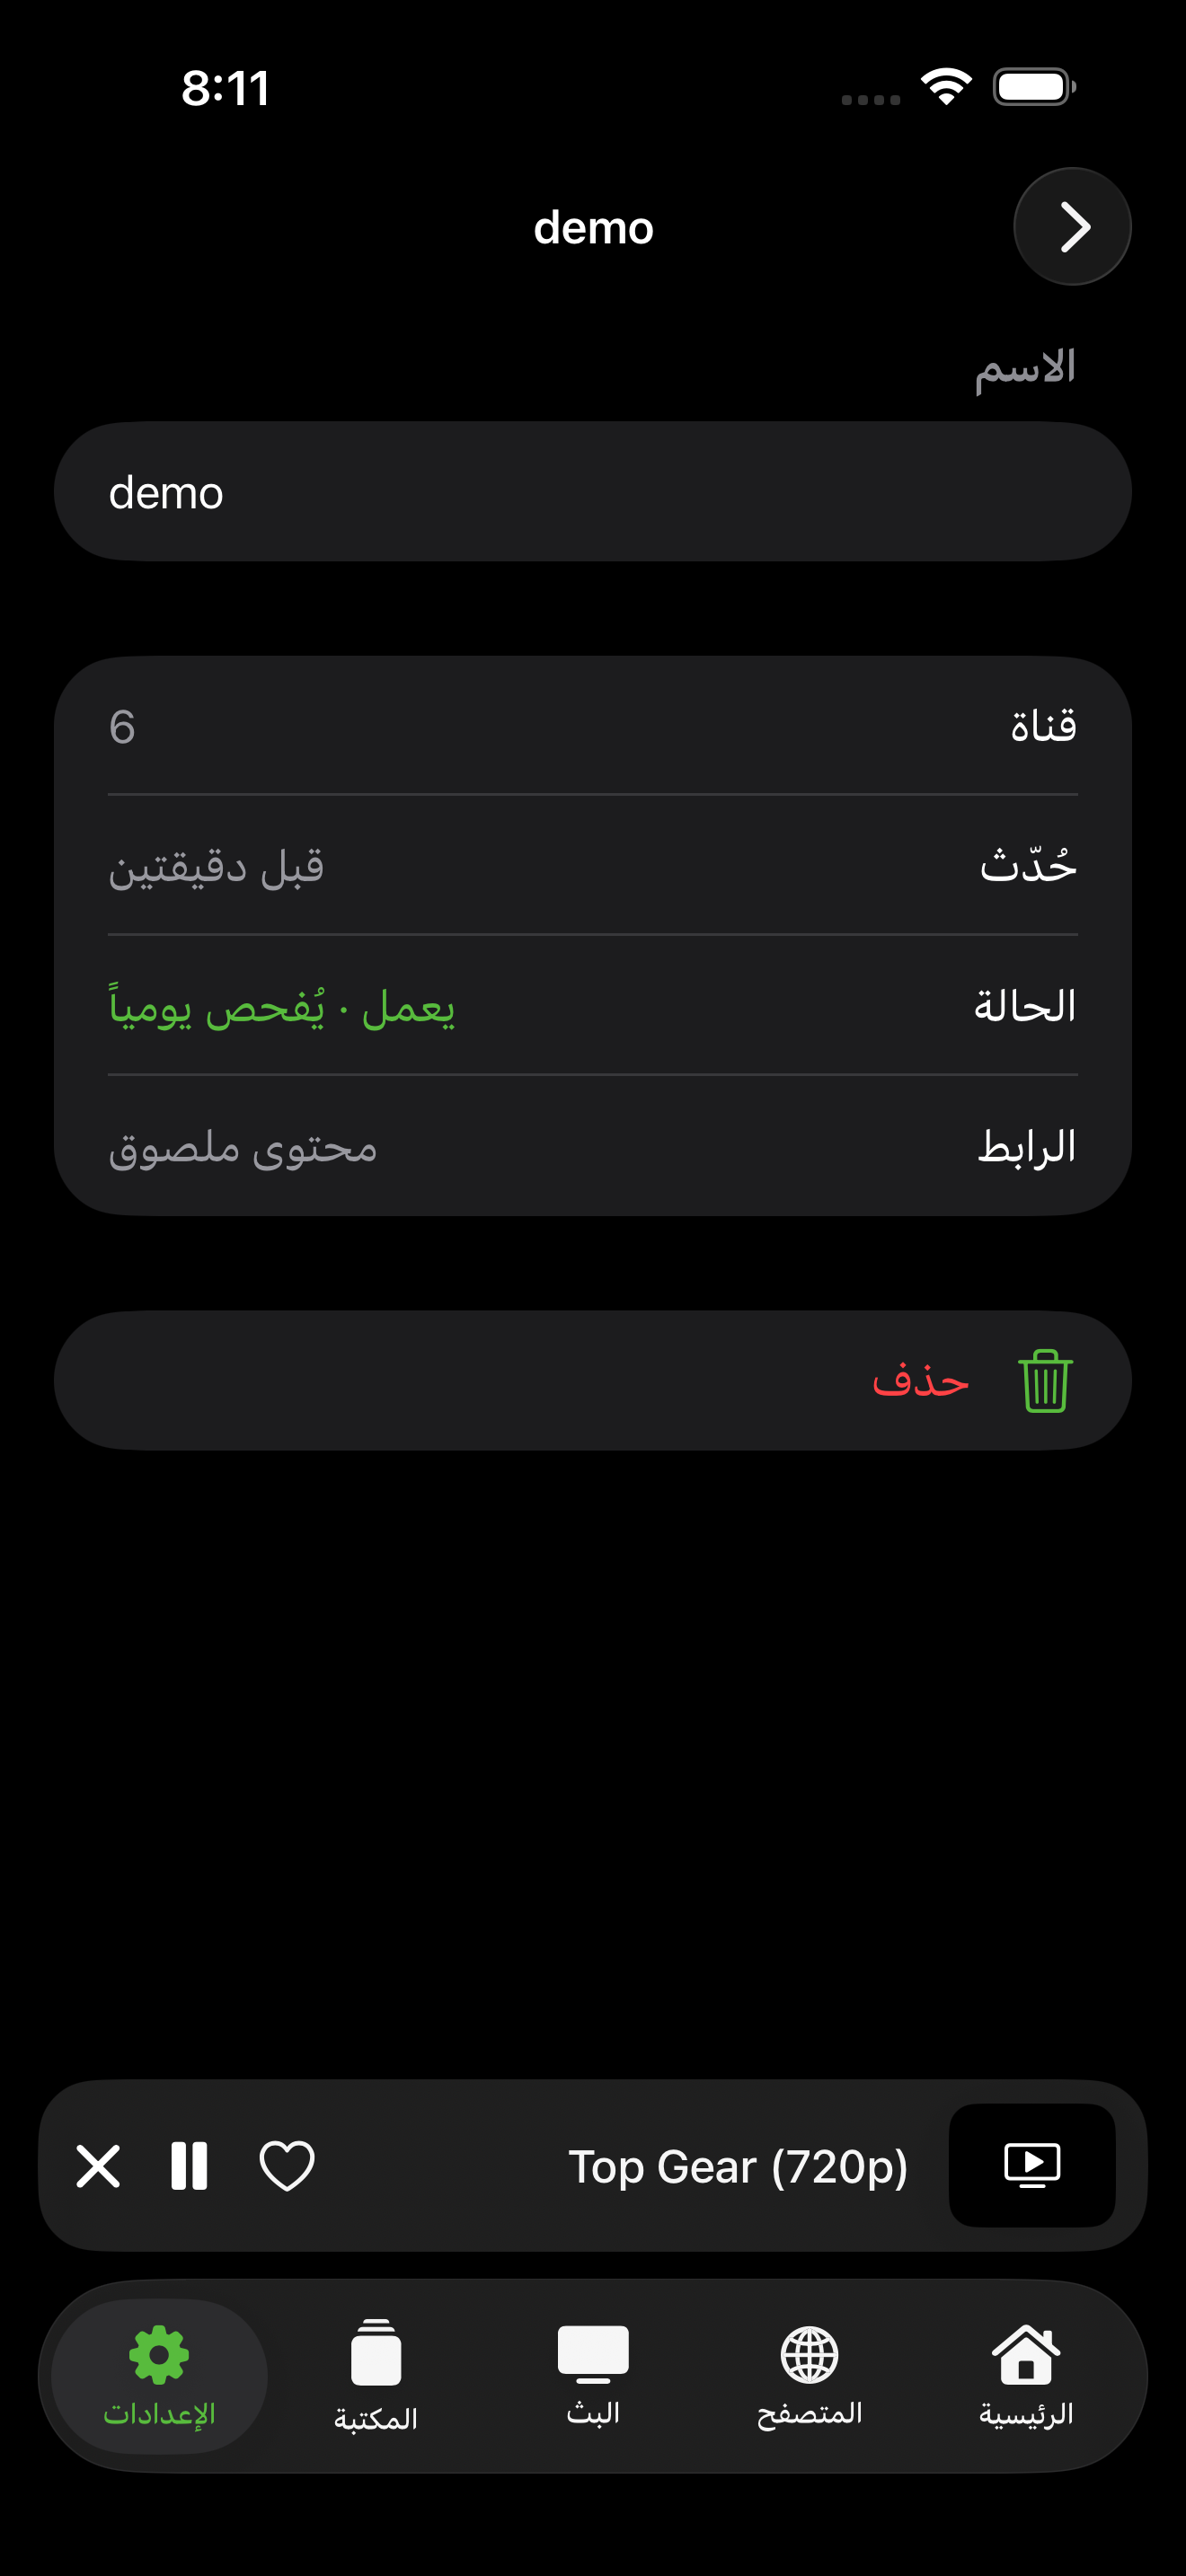 8:11
demo
الاسم
demo
قناة 6
حُدّث قبل دقيقتين
الحالة يعمل · يُفحص يومياً
الرابط محتوى ملصوق
حذف
Top Gear (720p)
الرئيسية المتصفح البث المكتبة الإعدادات